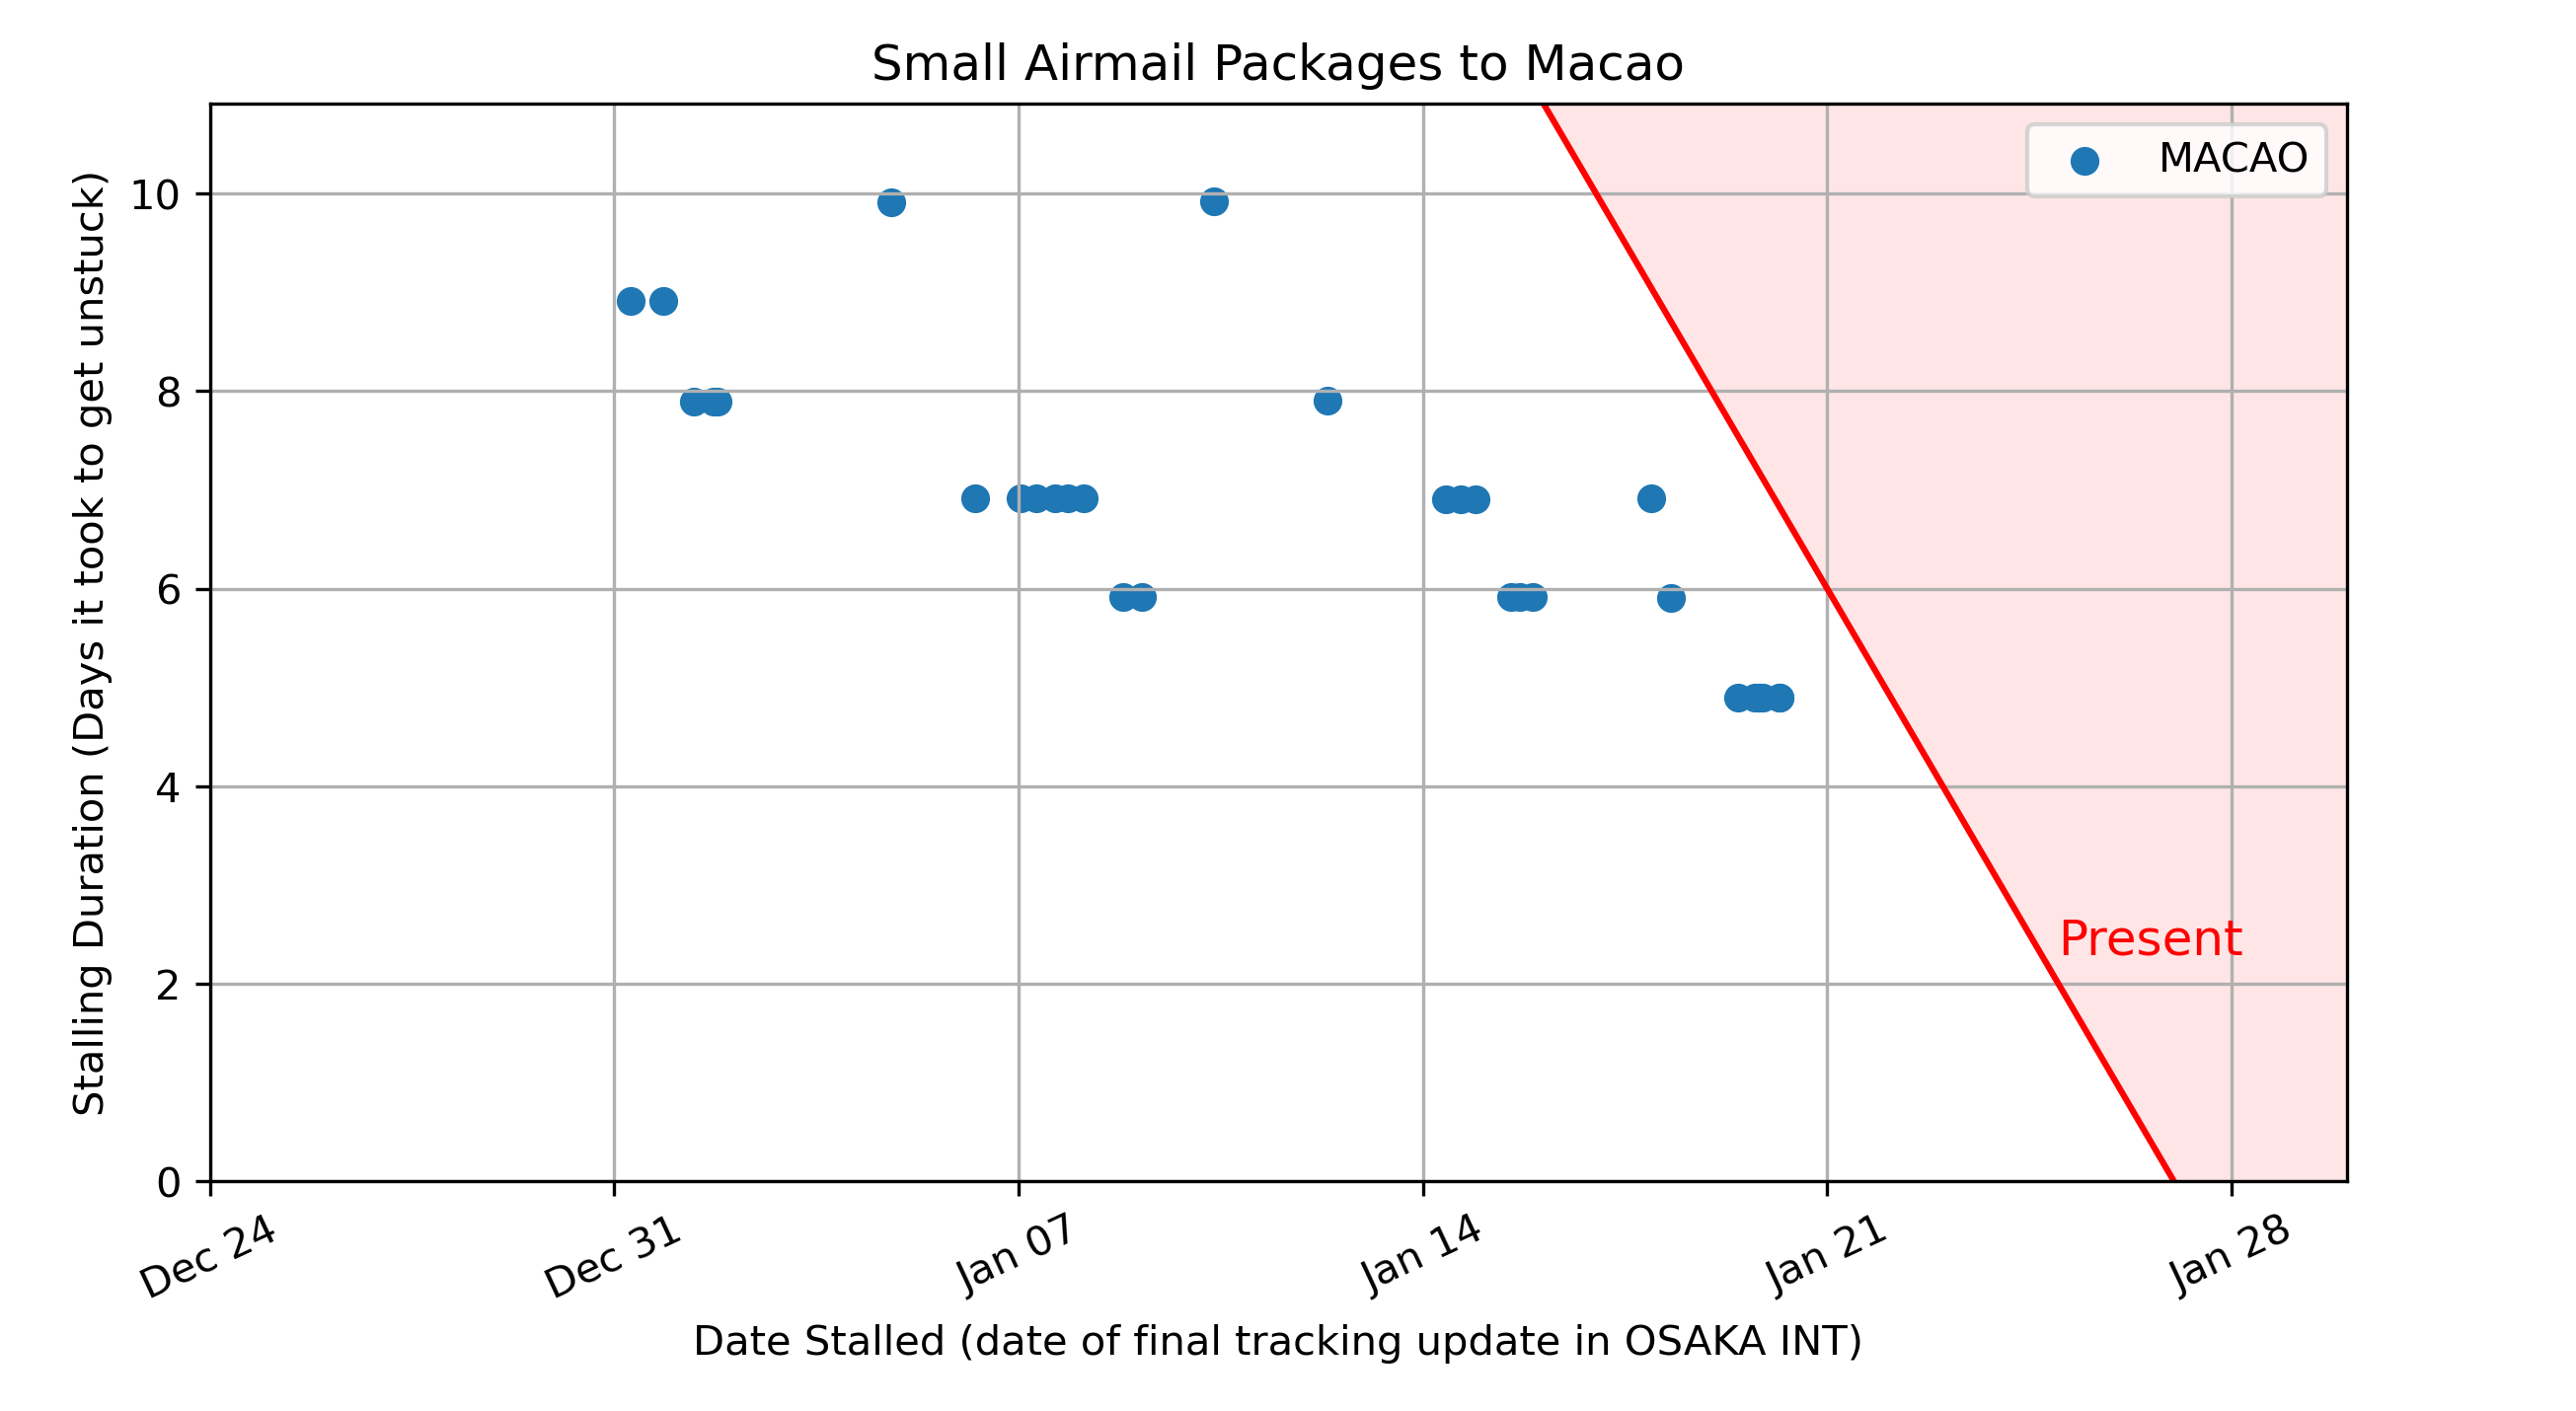 Small Airmail Packages to Macao
MACAO
Present
Stalling Duration (Days it took to get unstuck)
10
8
6
4
2
0
Dec 24
Dec 31
Jan 07
Jan 14
Jan 21
Jan 28
Date Stalled (date of final tracking update in OSAKA INT)